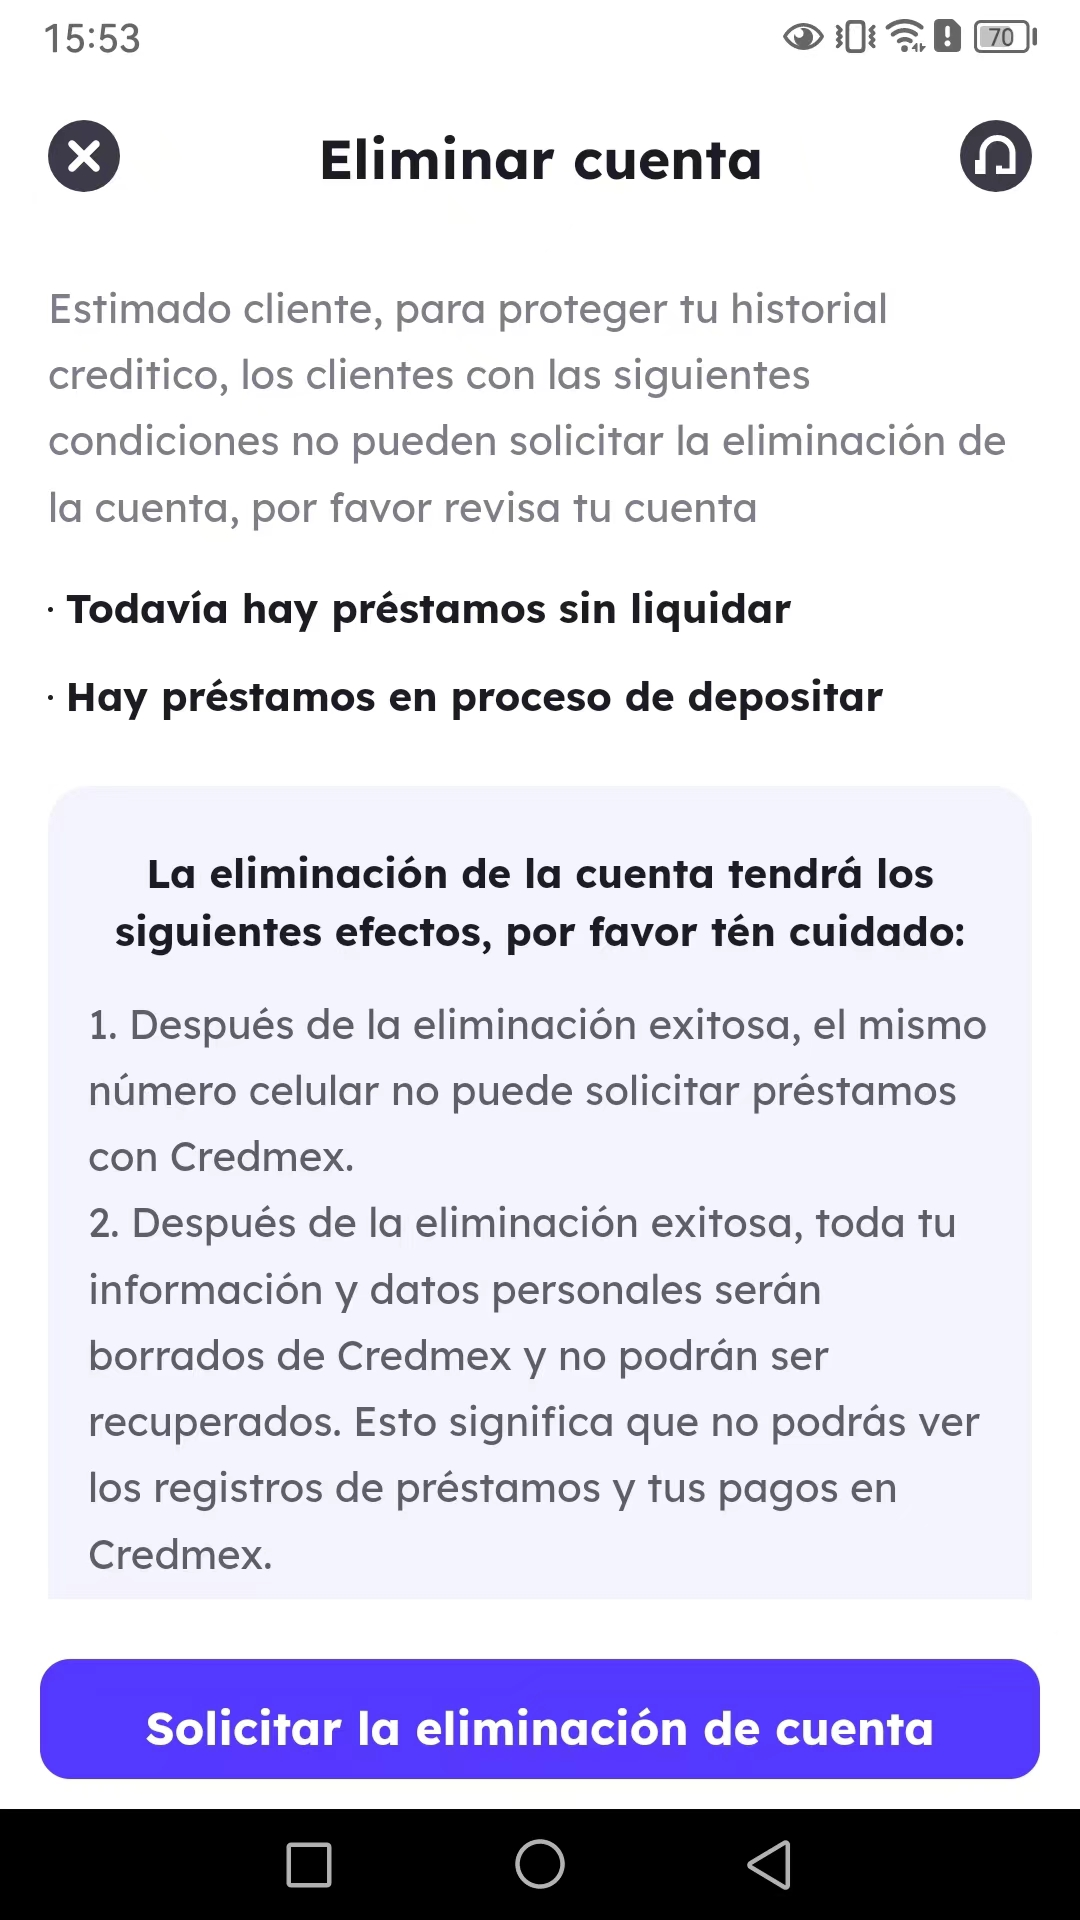 15:53
70
Eliminar cuenta
Estimado cliente, para proteger tu historial
creditico, los clientes con las siguientes
condiciones no pueden solicitar la eliminación de
la cuenta, por favor revisa tu cuenta
· Todavía hay préstamos sin liquidar
· Hay préstamos en proceso de depositar
La eliminación de la cuenta tendrá los
siguientes efectos, por favor tén cuidado:
1. Después de la eliminación exitosa, el mismo
número celular no puede solicitar préstamos
con Credmex.
2. Después de la eliminación exitosa, toda tu
información y datos personales serán
borrados de Credmex y no podrán ser
recuperados. Esto significa que no podrás ver
los registros de préstamos y tus pagos en
Credmex.
Solicitar la eliminación de cuenta